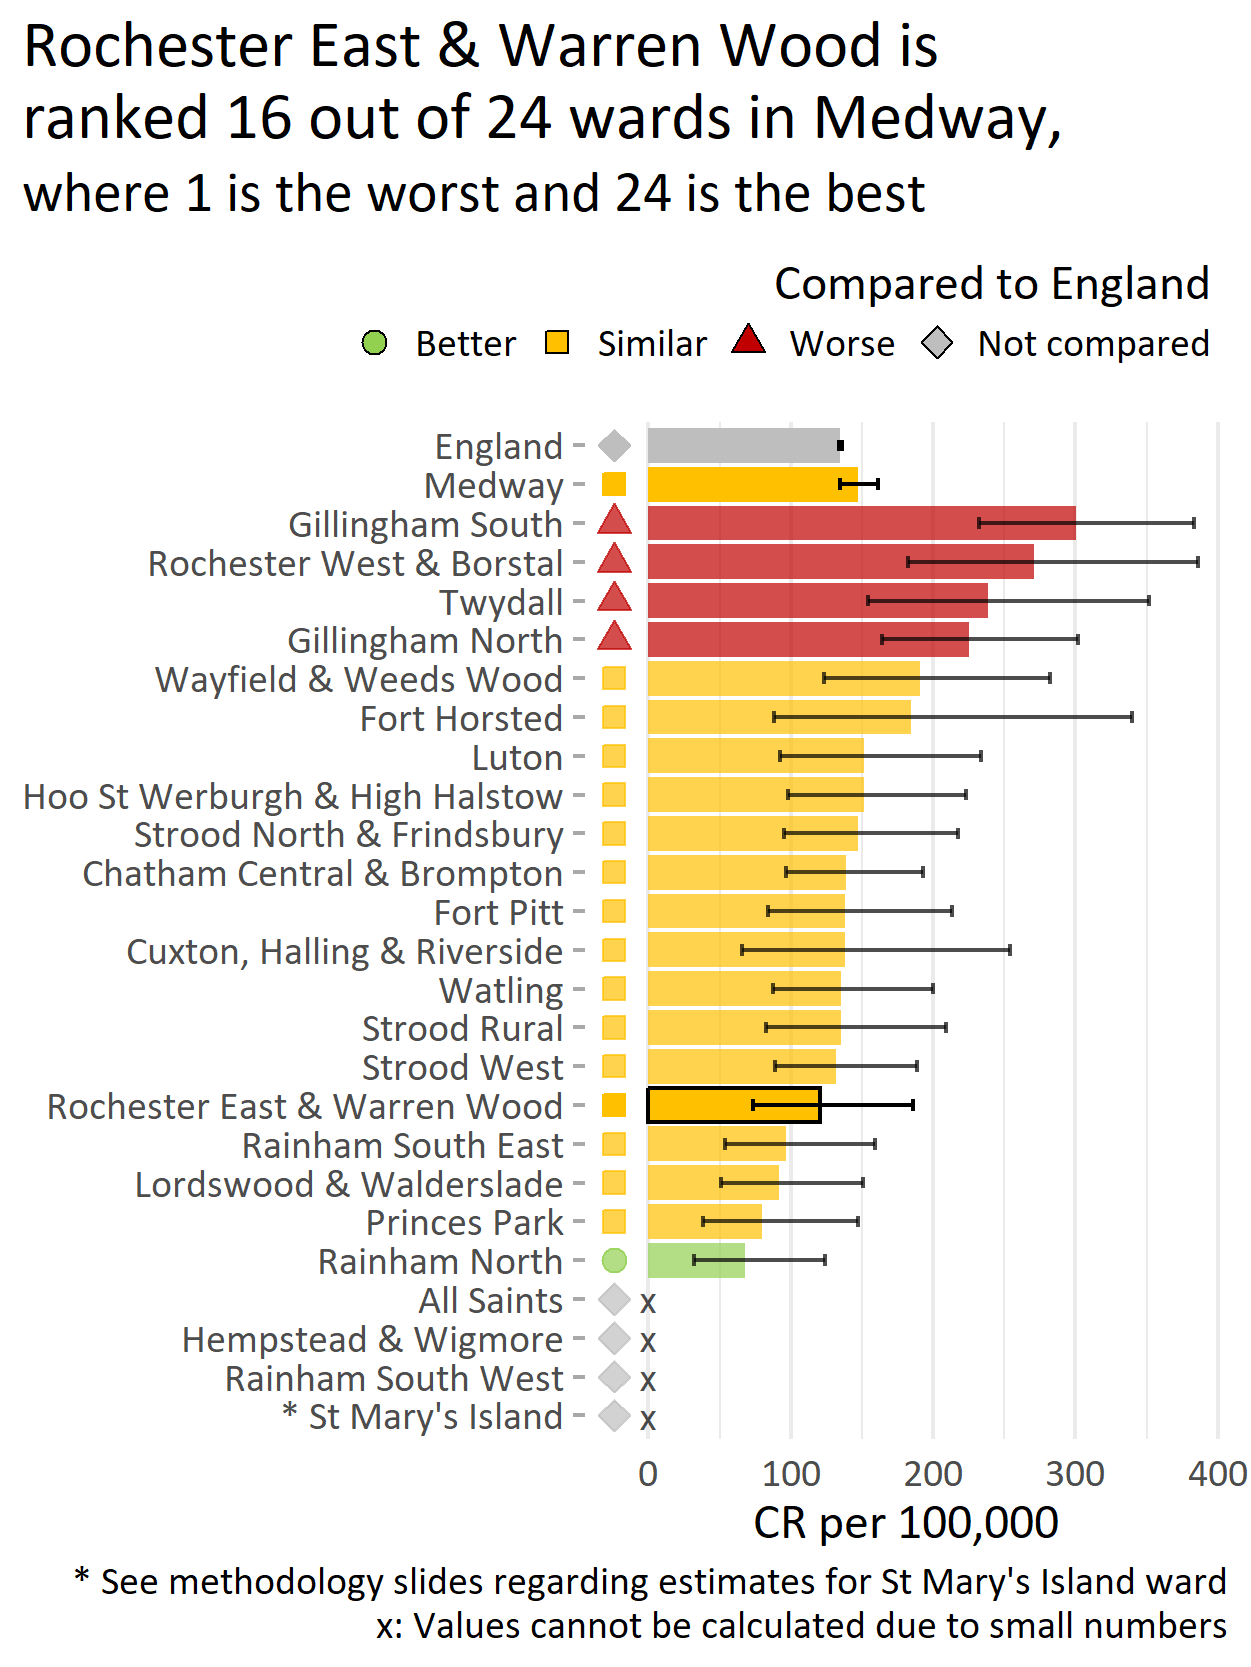 Rochester East & Warren Wood is
ranked 16 out of 24 wards in Medway,
where 1 is the worst and 24 is the best
Compared to England
Better Similar Worse Not compared
England
Medway
Gillingham South
Rochester West & Borstal
Twydall
Gillingham North
Wayfield & Weeds Wood
Fort Horsted
Luton
Hoo St Werburgh & High Halstow
Strood North & Frindsbury
Chatham Central & Brompton
Fort Pitt
Cuxton, Halling & Riverside
Watling
Strood Rural
Strood West
Rochester East & Warren Wood
Rainham South East
Lordswood & Walderslade
Princes Park
Rainham North
All Saints x
Hempstead & Wigmore x
Rainham South West x
* St Mary's Island x
0 100 200 300 400
CR per 100,000
* See methodology slides regarding estimates for St Mary's Island ward
x: Values cannot be calculated due to small numbers